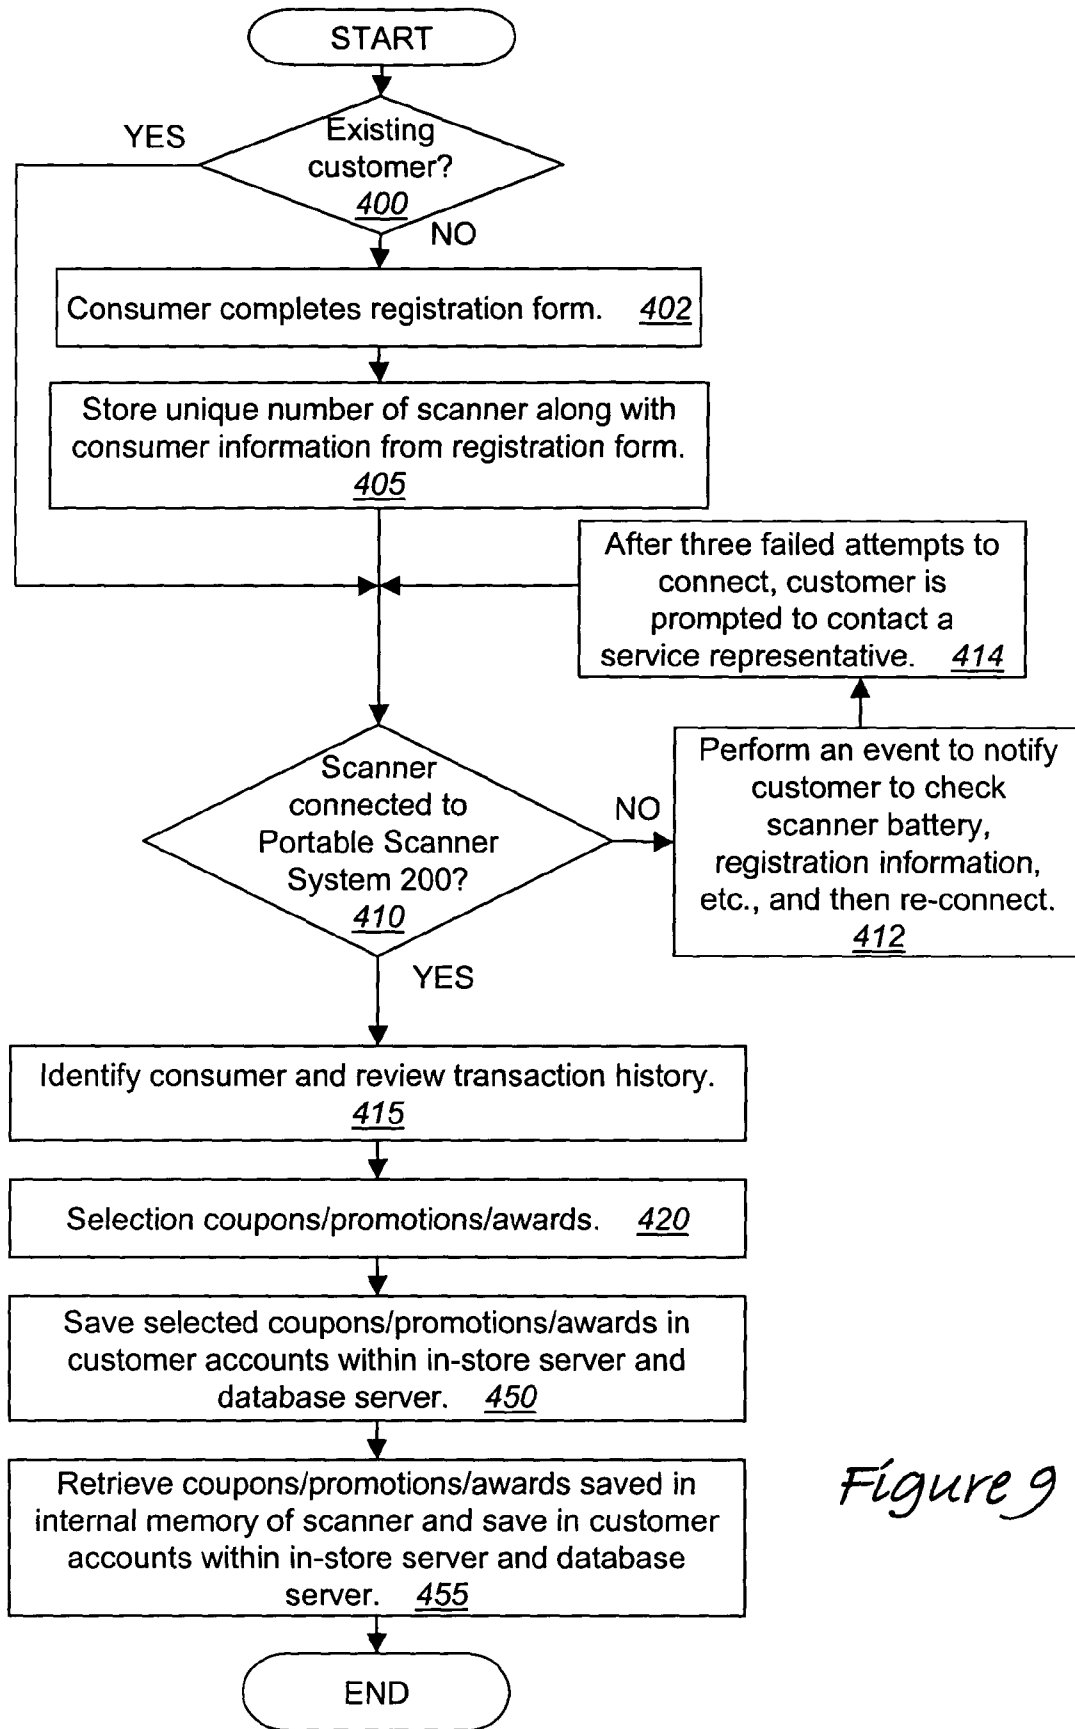 START
YES
Existing
customer?
400
NO
Consumer completes registration form. 402
Store unique number of scanner along with
consumer information from registration form.
405
After three failed attempts to
connect, customer is
prompted to contact a
service representative. 414
Scanner
connected to
Portable Scanner
System 200?
410
NO
Perform an event to notify
customer to check
scanner battery,
registration information,
etc., and then re-connect.
412
YES
Identify consumer and review transaction history.
415
Selection coupons/promotions/awards. 420
Save selected coupons/promotions/awards in
customer accounts within in-store server and
database server. 450
Retrieve coupons/promotions/awards saved in
internal memory of scanner and save in customer
accounts within in-store server and database
server. 455
END
Figure 9